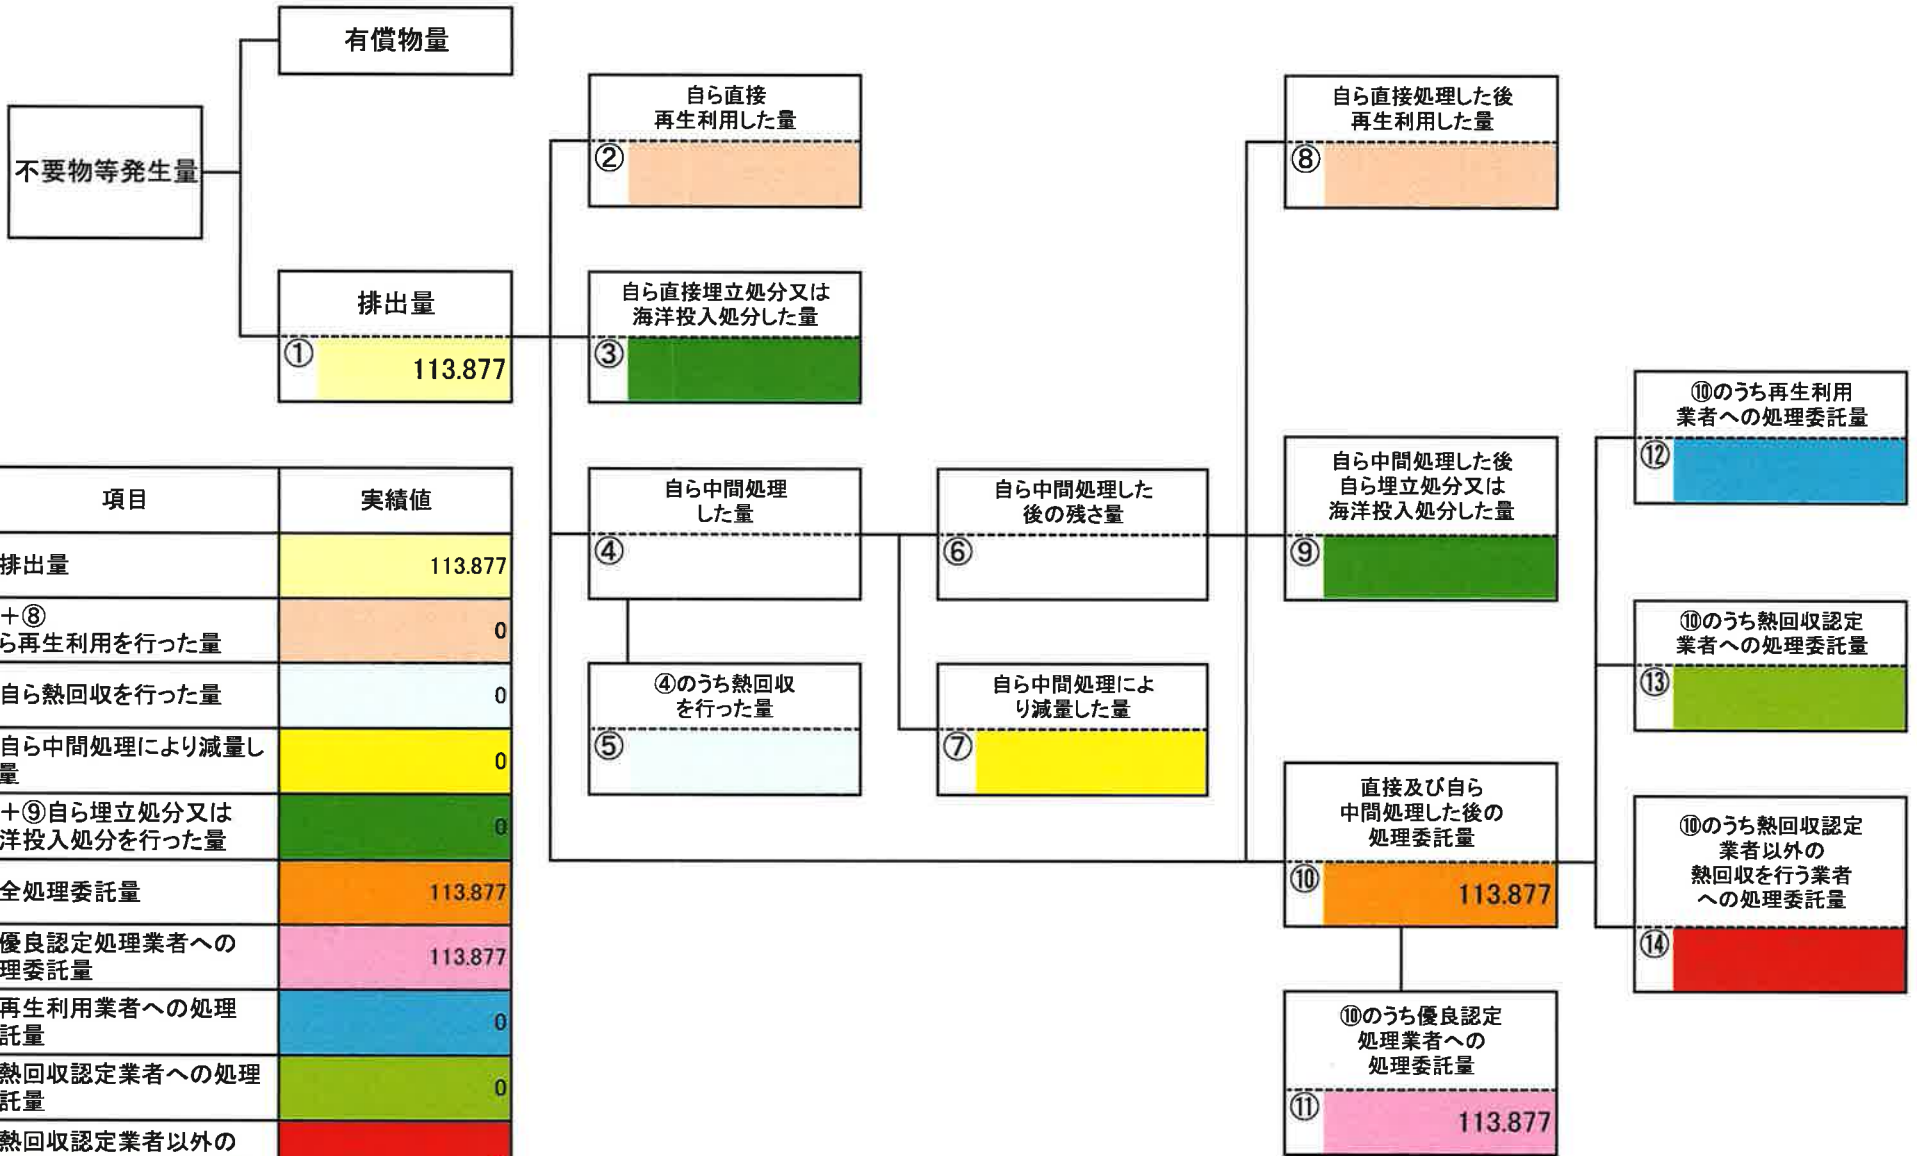 有償物量
不要物等発生量
排出量
①
113.877
自ら直接
再生利用した量
②
自ら直接埋立処分又は
海洋投入処分した量
③
自ら中間処理
した量
④
④のうち熱回収
を行った量
⑤
自ら中間処理した
後の残さ量
⑥
自ら中間処理によ
り減量した量
⑦
自ら直接処理した後
再生利用した量
⑧
自ら中間処理した後
自ら埋立処分又は
海洋投入処分した量
⑨
直接及び自ら
中間処理した後の
処理委託量
⑩
113.877
⑩のうち優良認定
処理業者への
処理委託量
⑪
113.877
⑩のうち再生利用
業者への処理委託量
⑫
⑩のうち熱回収認定
業者への処理委託量
⑬
⑩のうち熱回収認定
業者以外の
熱回収を行う業者
への処理委託量
⑭
項目 実績値
排出量 113.877
+⑧
ら再生利用を行った量 0
自ら熱回収を行った量 0
自ら中間処理により減量し
量 0
+⑨自ら埋立処分又は
洋投入処分を行った量 0
全処理委託量 113.877
優良認定処理業者への
理委託量 113.877
再生利用業者への処理
託量 0
熱回収認定業者への処理
託量 0
熱回収認定業者以外の